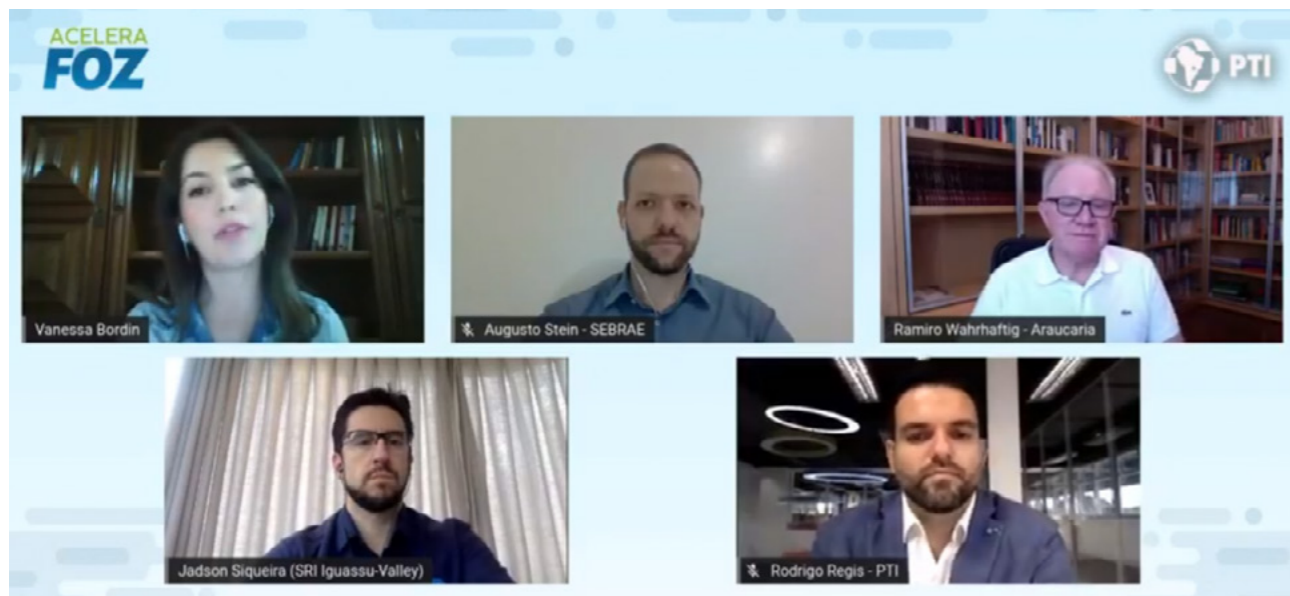 ACELERA
FOZ
PTI
Vanessa Bordin
Augusto Stein - SEBRAE
Ramiro Wahrhaftig - Araucaria
Jadson Siqueira (SRI Iguassu-Valley)
Rodrigo Regis - PTI